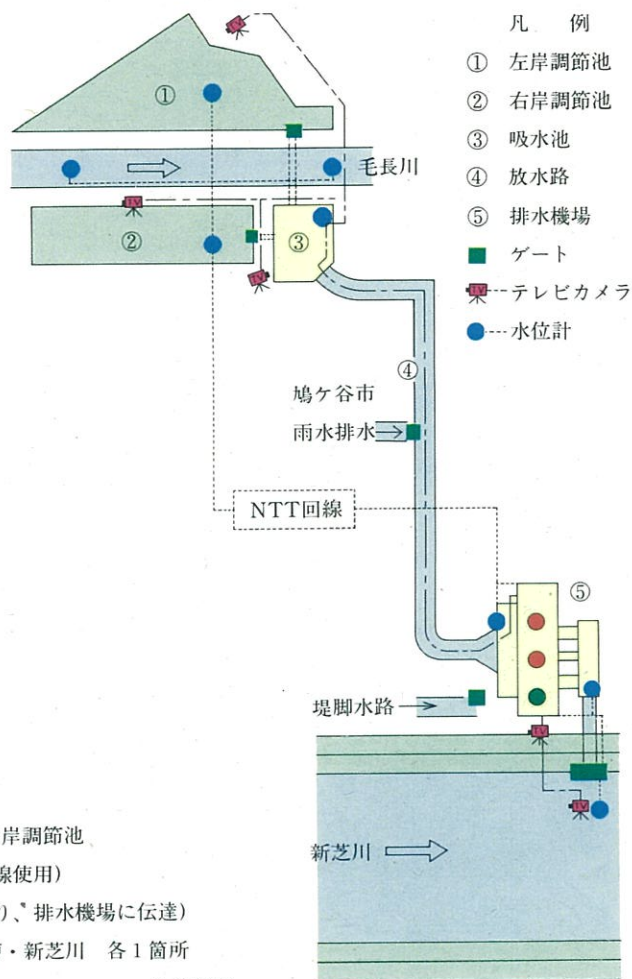 凡 例
① 左岸調節池
② 右岸調節池
③ 吸水池
④ 放水路
⑤ 排水機場
ゲート
テレビカメラ
水位計
①
毛長川
②
③
④
鳩ケ谷市
雨水排水
NTT回線
⑤
堤脚水路
新芝川
岸調節池
線使用)
り、排水機場に伝達)
・新芝川 各1箇所